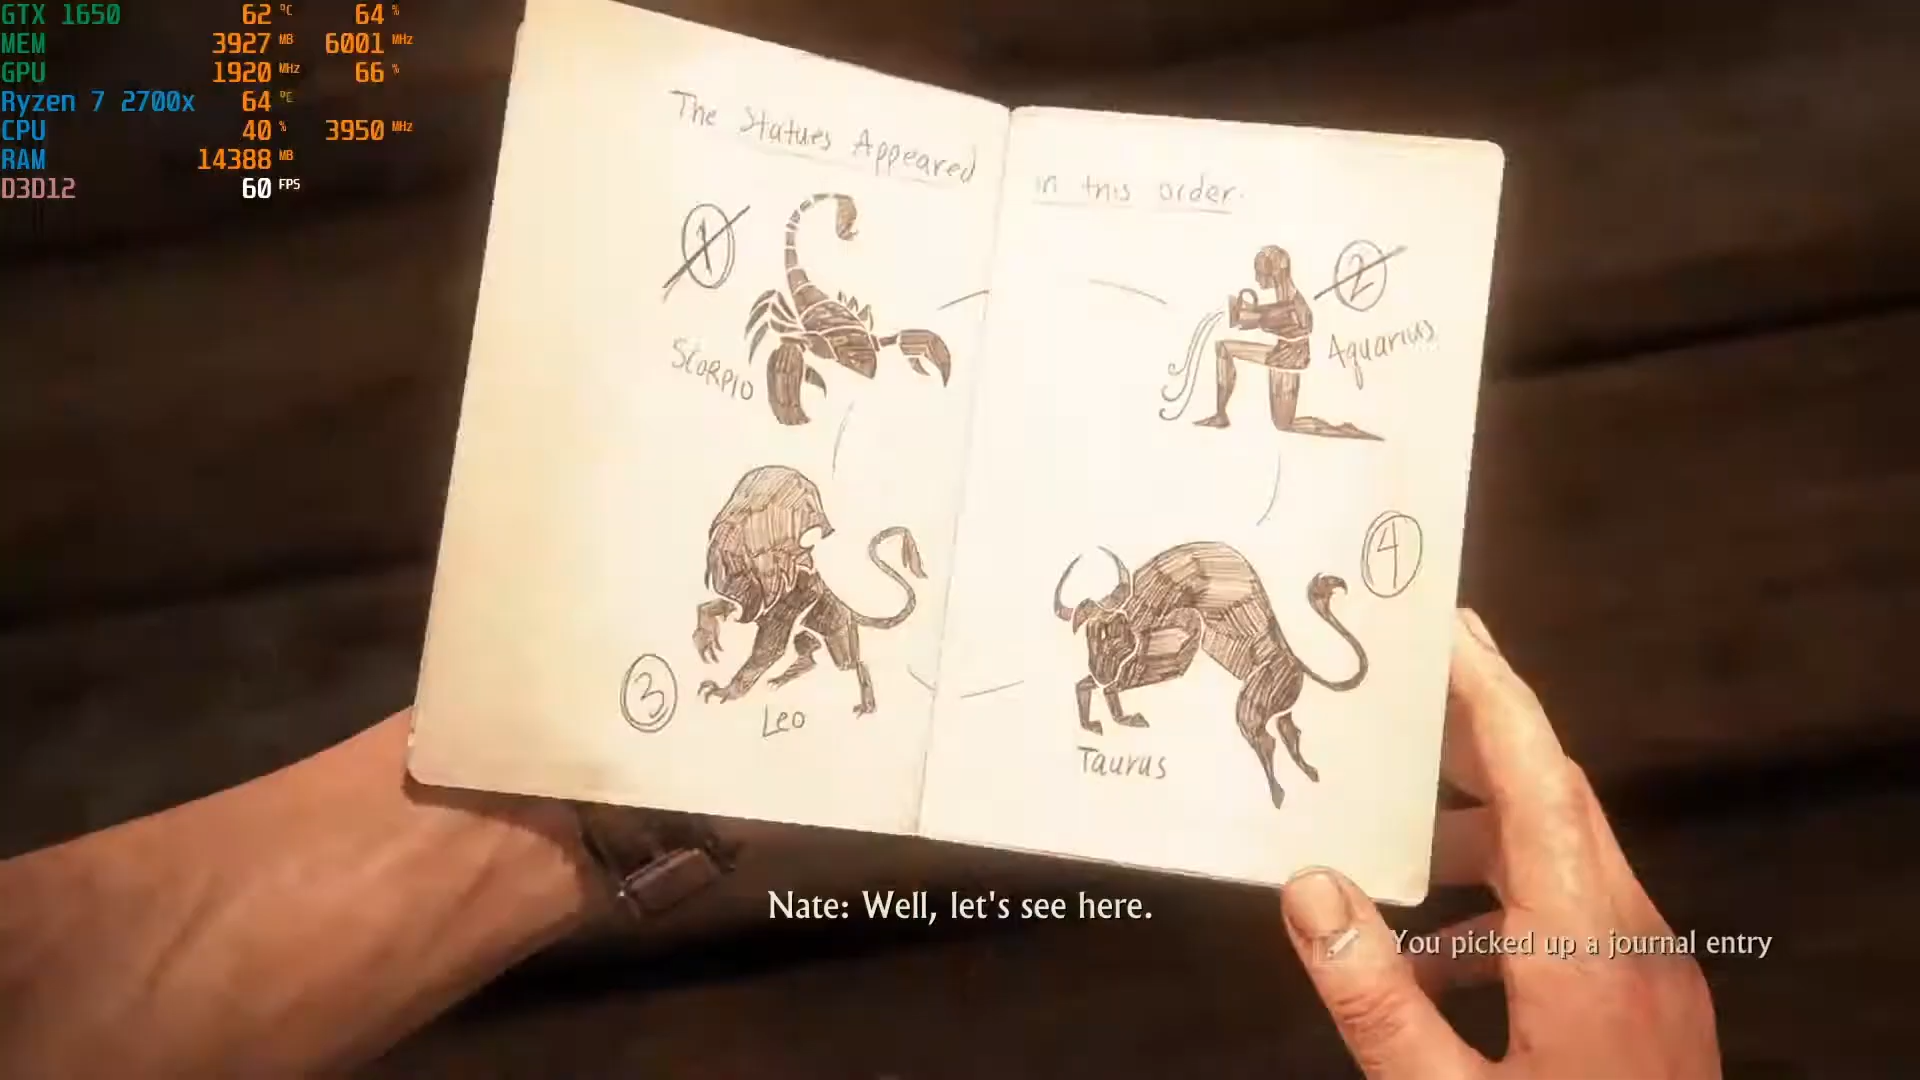 GTX 1650 62 °C 64 %
MEM 3927 MB 6001 MHz
GPU 1920 MHz 66 %
Ryzen 7 2700x 64 °C
CPU 40 % 3950 MHz
RAM 14388 MB
D3D12 60 FPS
The Statues Appeared in this order.
1
Scorpio
2
Aquarius
3
Leo
4
Taurus
Nate: Well, let's see here.
You picked up a journal entry